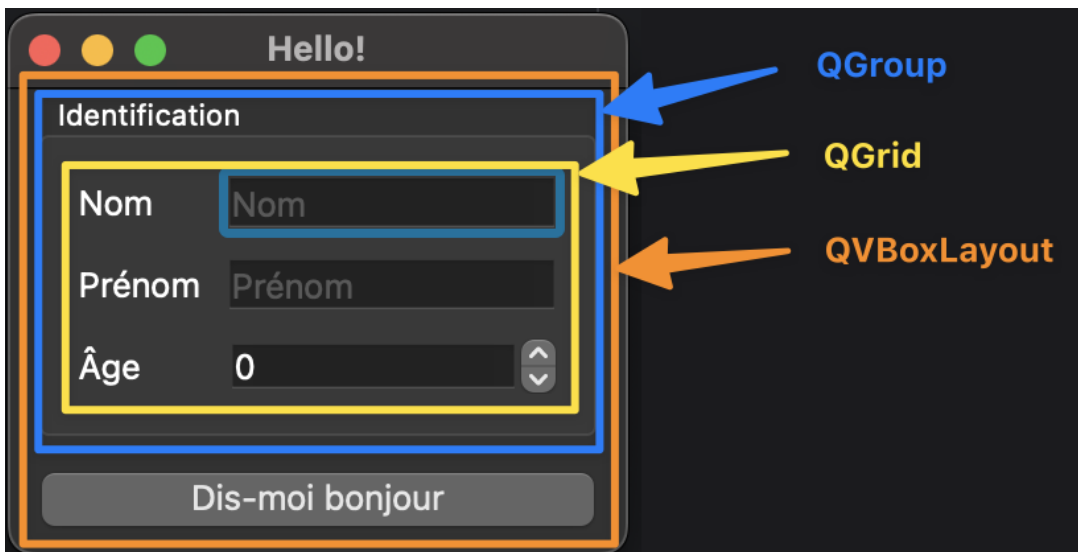 Hello!
QGroup
Identification
QGrid
Nom Nom
QVBoxLayout
Prénom Prénom
Âge 0
Dis-moi bonjour